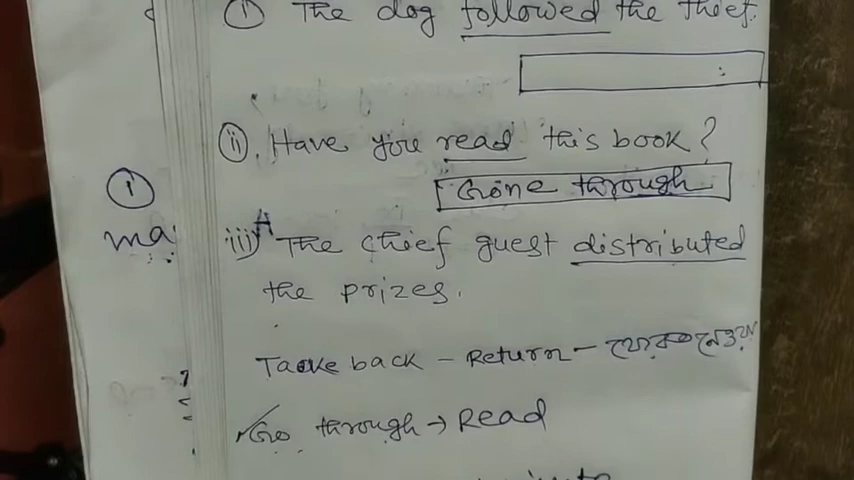 (i) The dog followed the thief.
(ii). Have you read this book?
Gone through
(i)
ma
iii) A The chief guest distributed
the prizes.
Take back - Return -
✓Go through → Read